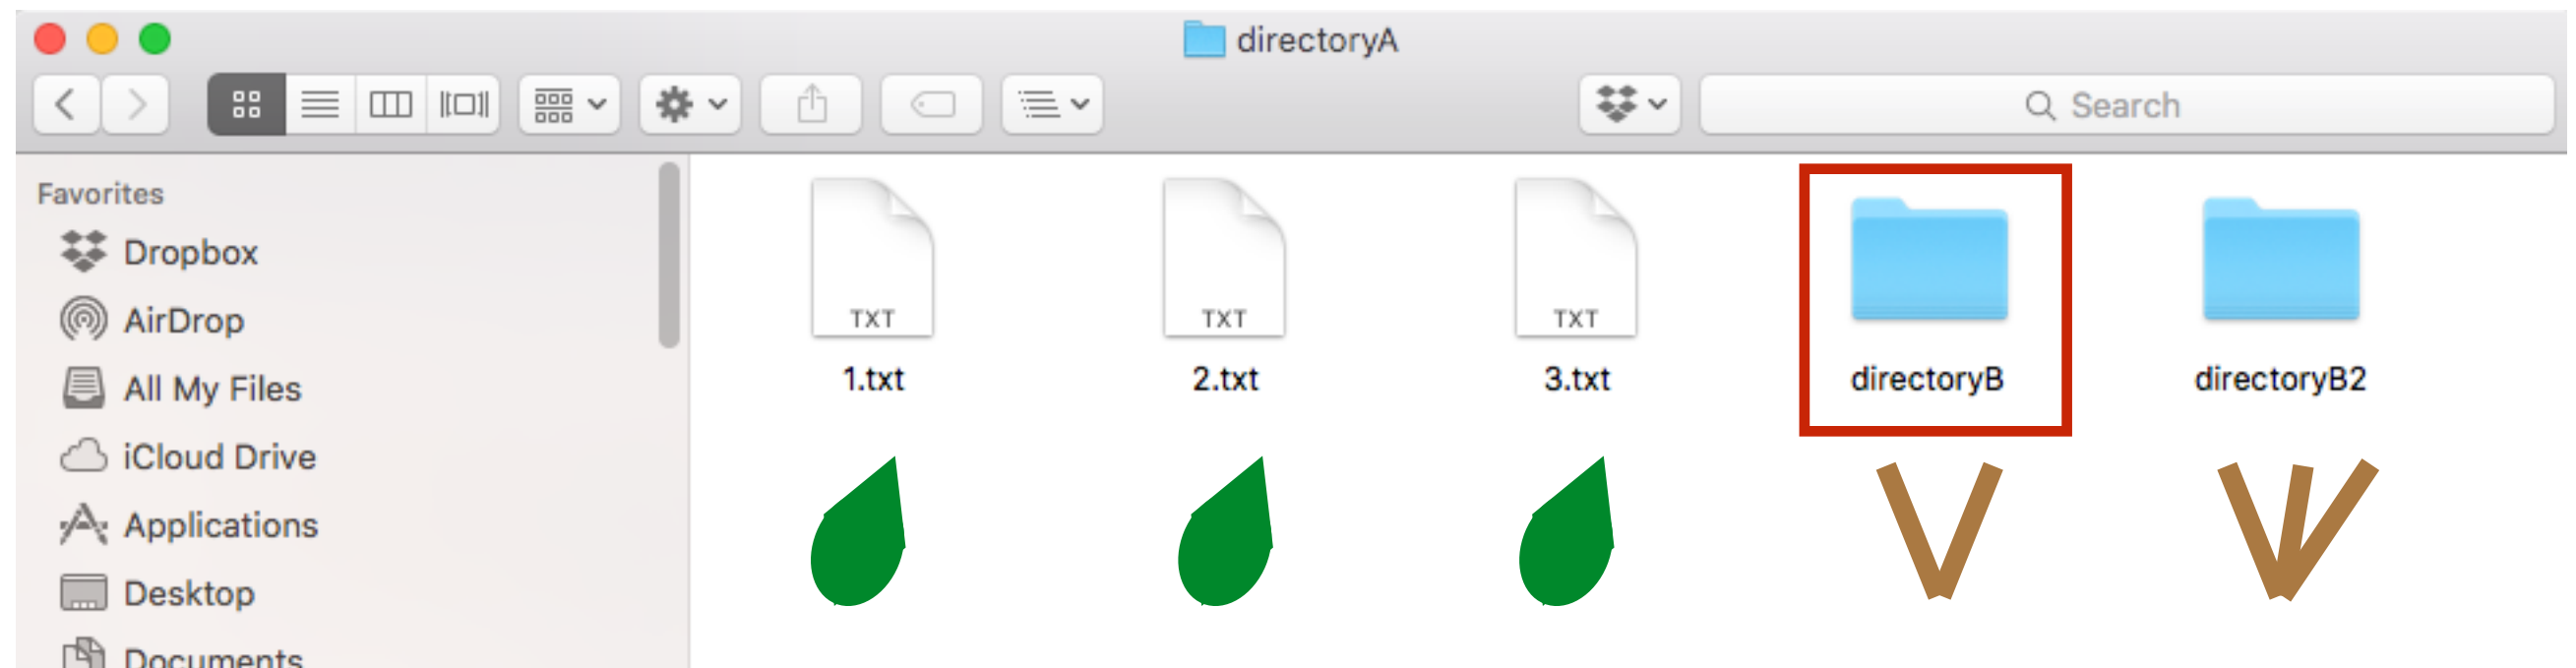 directoryA
Search
Favorites
Dropbox
AirDrop
All My Files
iCloud Drive
Applications
Desktop
Documents
TXT
TXT
TXT
1.txt
2.txt
3.txt
directoryB
directoryB2